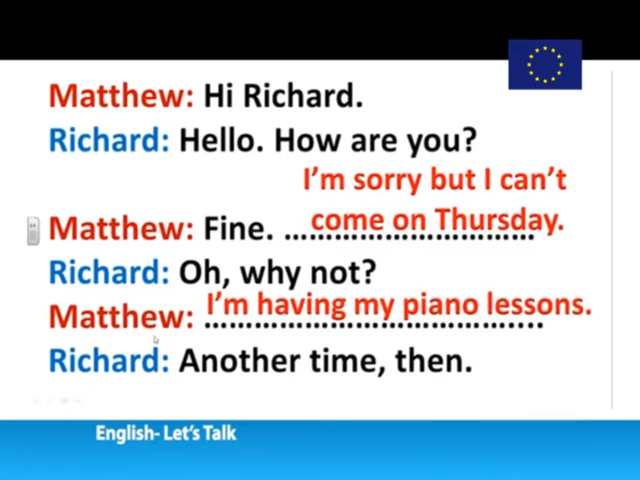 Matthew: Hi Richard.
Richard: Hello. How are you?
I'm sorry but I can't
Matthew: Fine. ..............................
come on Thursday.
Richard: Oh, why not?
I'm having my piano lessons.
Matthew: ........................................
Richard: Another time, then.
English- Let's Talk